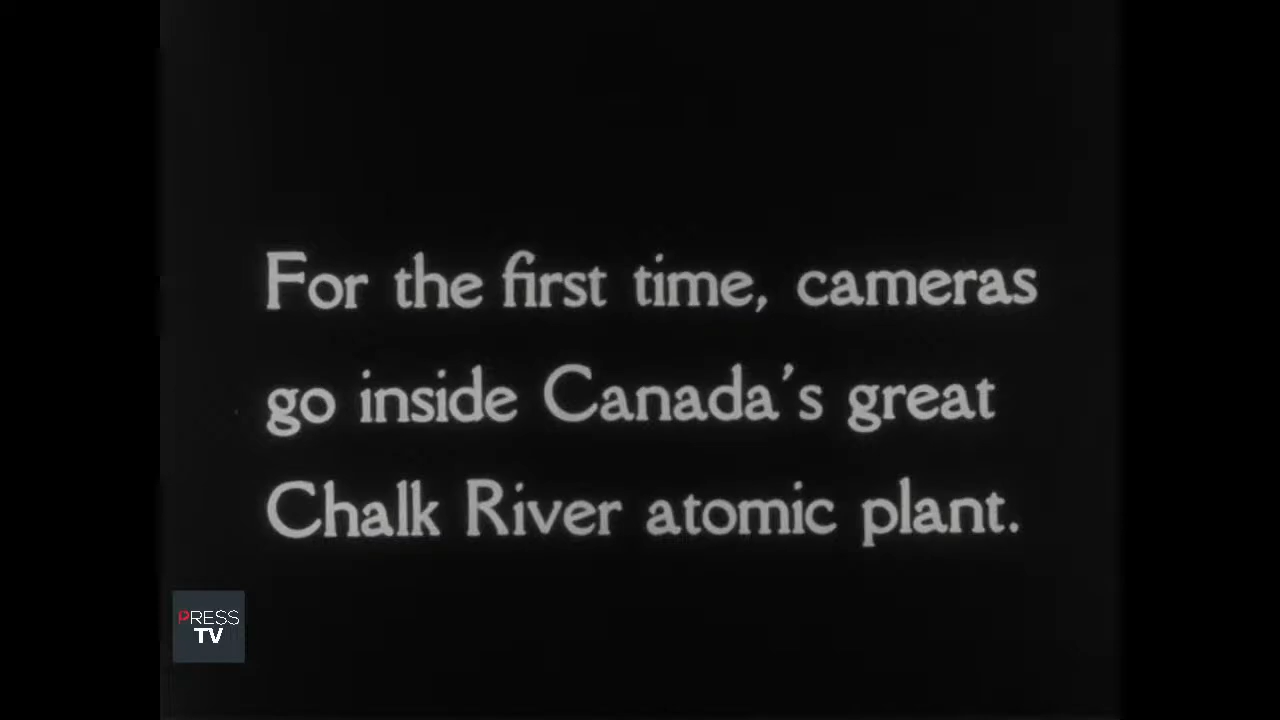 For the first time, cameras
go inside Canada's great
Chalk River atomic plant.
PRESS
TV